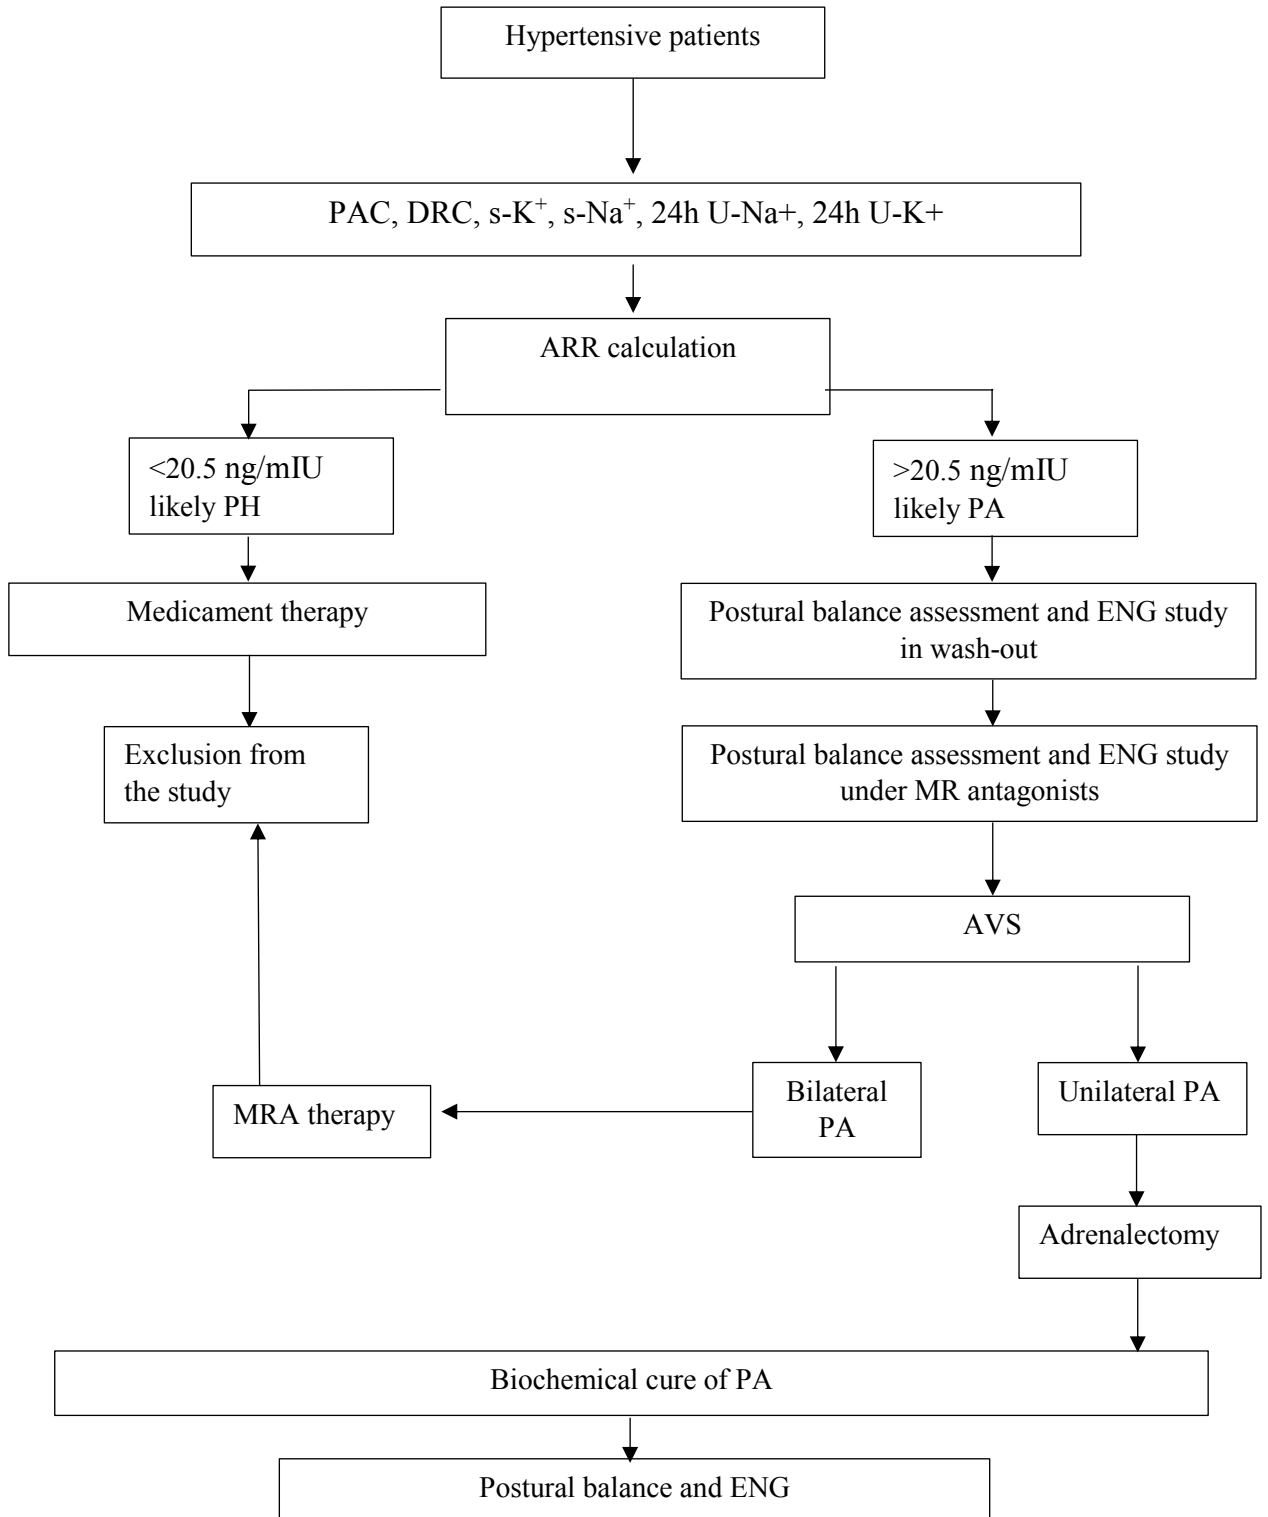 Hypertensive patients
PAC, DRC, s-K⁺, s-Na⁺, 24h U-Na+, 24h U-K+
ARR calculation
<20.5 ng/mIU
likely PH
>20.5 ng/mIU
likely PA
Medicament therapy
Postural balance assessment and ENG study
in wash-out
Exclusion from
the study
Postural balance assessment and ENG study
under MR antagonists
AVS
MRA therapy
Bilateral
PA
Unilateral PA
Adrenalectomy
Biochemical cure of PA
Postural balance and ENG